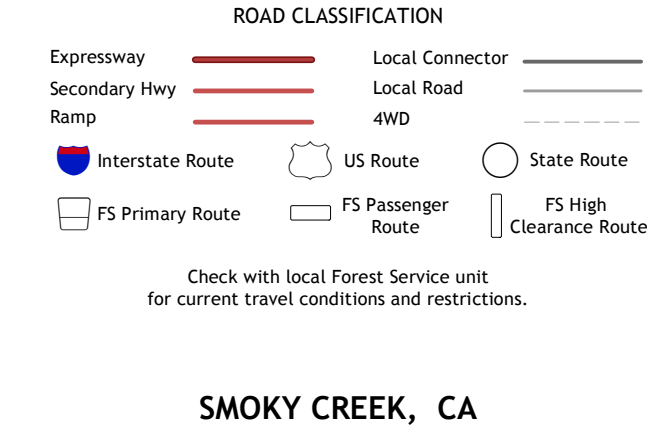 ROAD CLASSIFICATION
Expressway
Local Connector
Secondary Hwy
Local Road
Ramp
4WD
Interstate Route
US Route
State Route
FS Primary Route
FS Passenger
Route
FS High
Clearance Route
Check with local Forest Service unit
for current travel conditions and restrictions.
SMOKY CREEK, CA